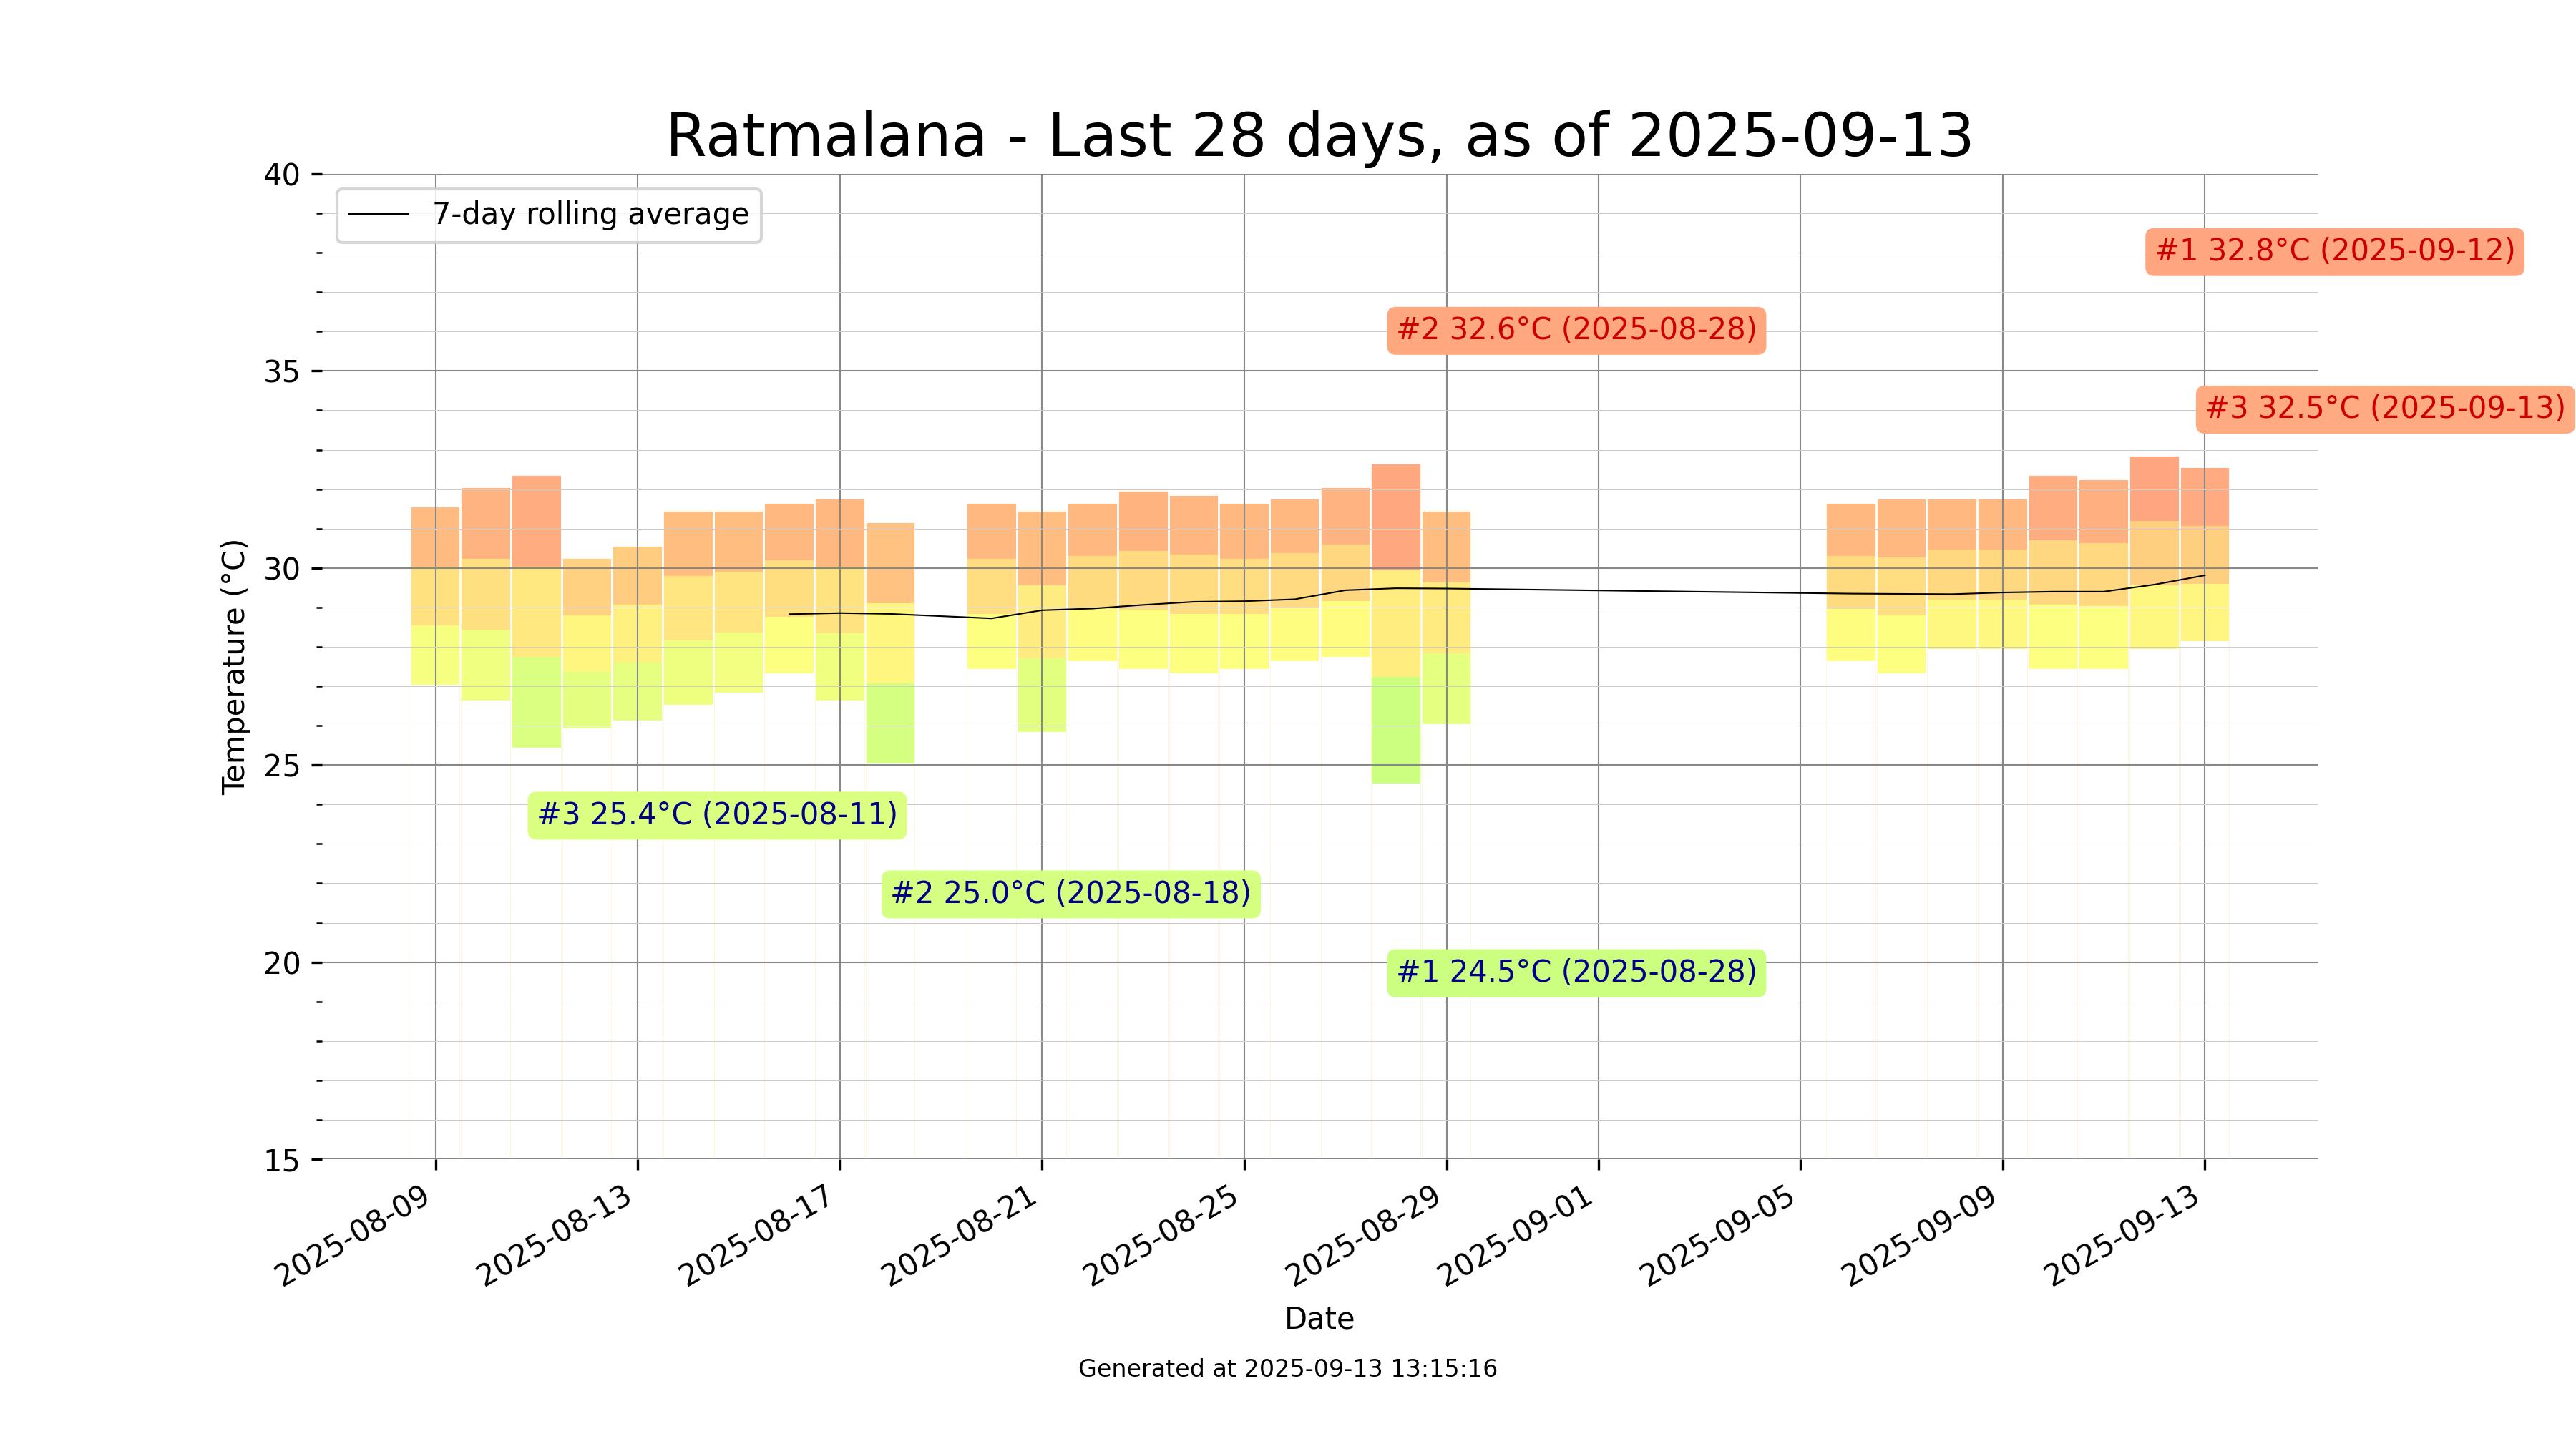 Ratmalana - Last 28 days, as of 2025-09-13
40
7-day rolling average
#1 32.8°C (2025-09-12)
#2 32.6°C (2025-08-28)
35
#3 32.5°C (2025-09-13)
30
Temperature (°C)
25
#3 25.4°C (2025-08-11)
#2 25.0°C (2025-08-18)
20
#1 24.5°C (2025-08-28)
15
2025-08-09
2025-08-13
2025-08-17
2025-08-21
2025-08-25
2025-08-29
2025-09-01
2025-09-05
2025-09-09
2025-09-13
Date
Generated at 2025-09-13 13:15:16